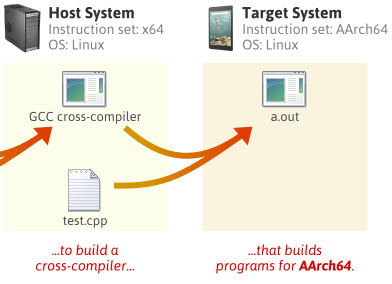 Host System
Instruction set: x64
OS: Linux
Target System
Instruction set: AArch64
OS: Linux
GCC cross-compiler
a.out
test.cpp
...to build a
cross-compiler...
...that builds
programs for AArch64.